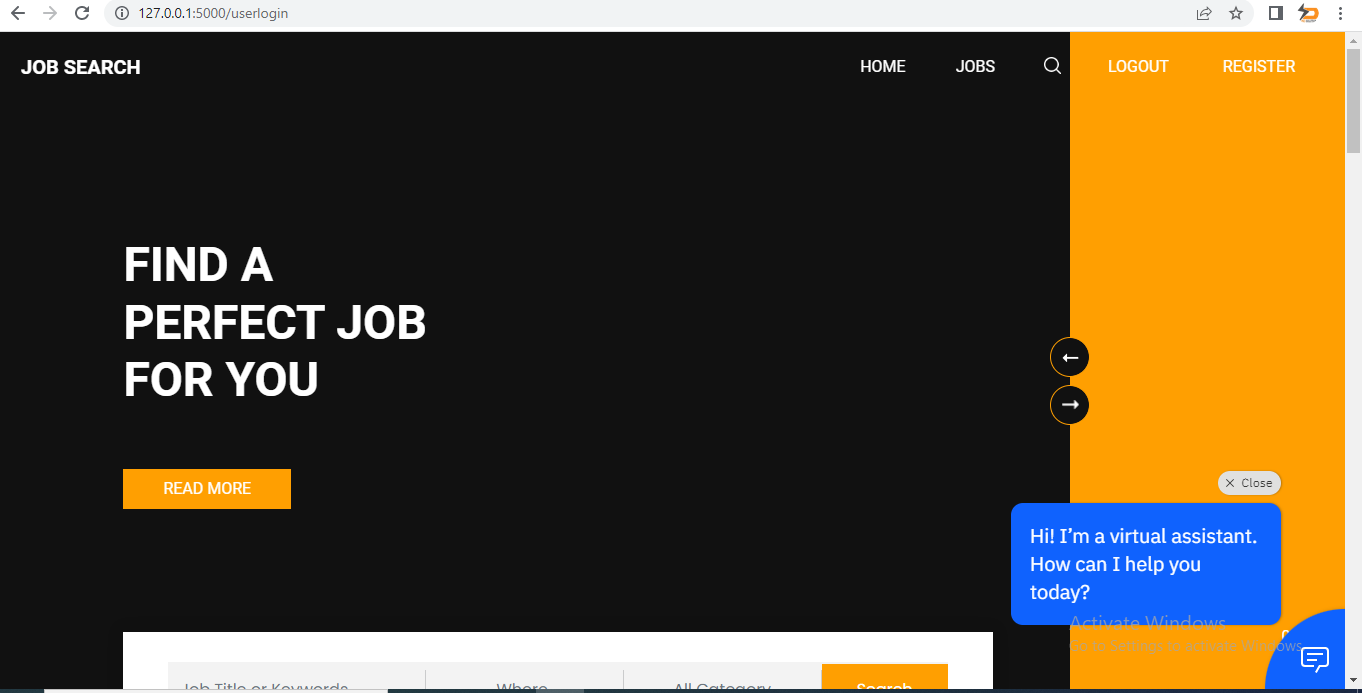 127.0.0.1:5000/userlogin
JOB SEARCH
HOME
JOBS
LOGOUT
REGISTER
FIND A
PERFECT JOB
FOR YOU
READ MORE
Close
Hi! I'm a virtual assistant.
How can I help you
today?
Activate Windows
Go to Settings to activate Windows.
Job Title or Keywords
Where
All Category
Search